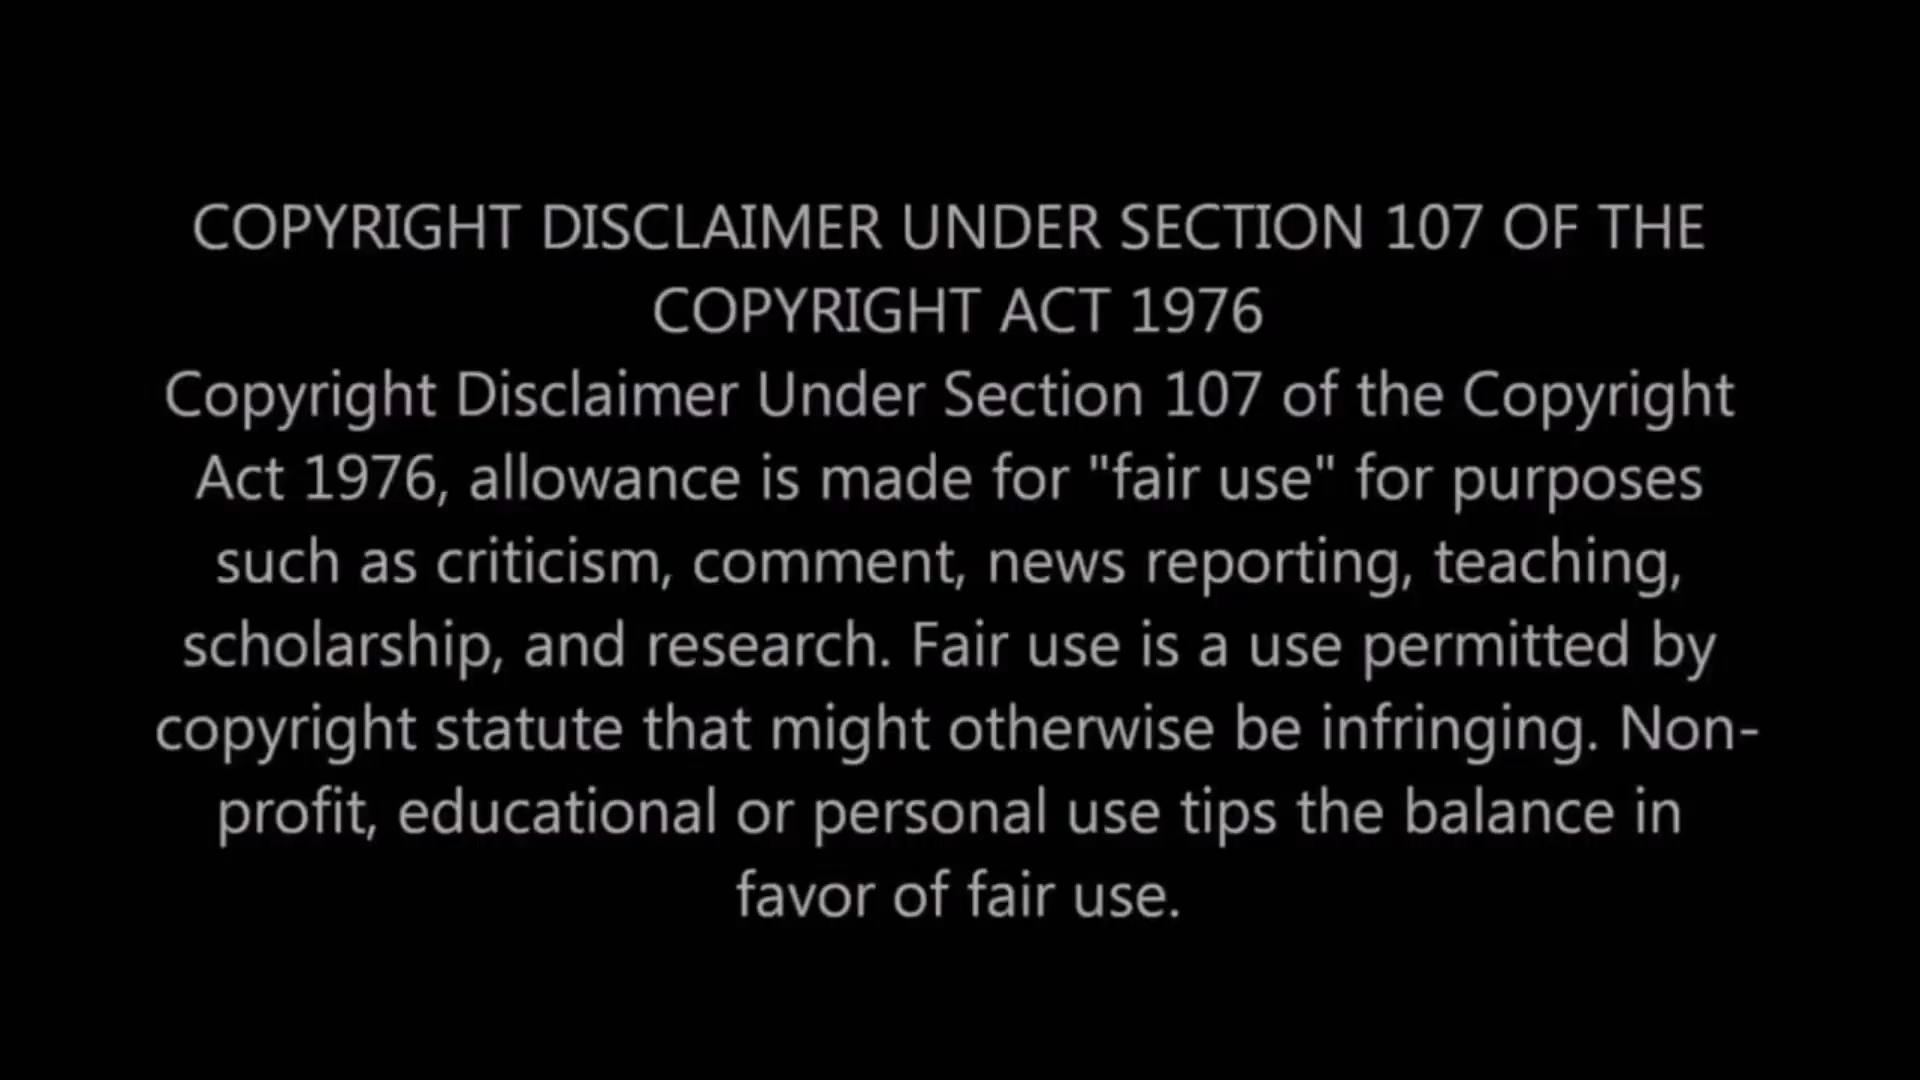 COPYRIGHT DISCLAIMER UNDER SECTION 107 OF THE
COPYRIGHT ACT 1976
Copyright Disclaimer Under Section 107 of the Copyright
Act 1976, allowance is made for "fair use" for purposes
such as criticism, comment, news reporting, teaching,
scholarship, and research. Fair use is a use permitted by
copyright statute that might otherwise be infringing. Non-
profit, educational or personal use tips the balance in
favor of fair use.